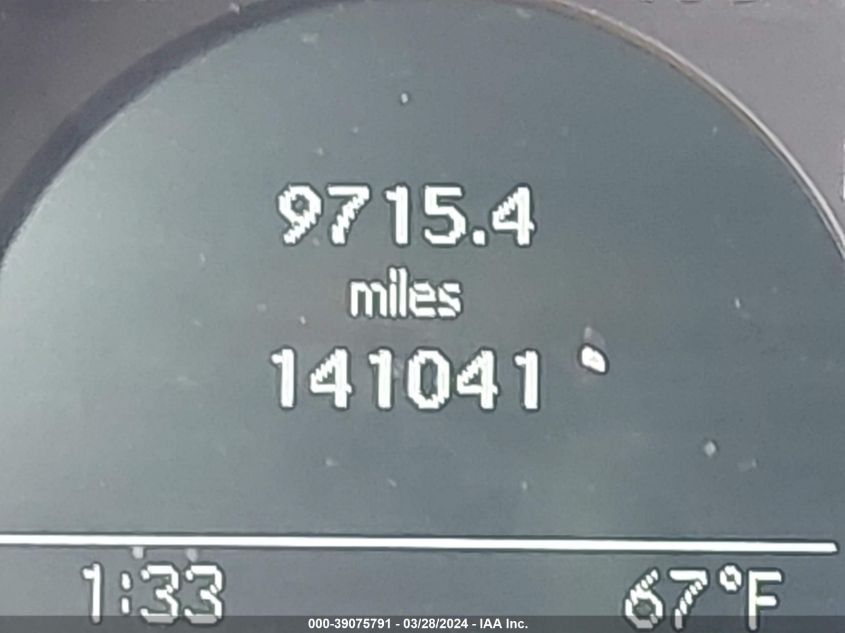 9715.4
miles
141041
1:33 67°F
000-39075791 - 03/28/2024 - IAA Inc.